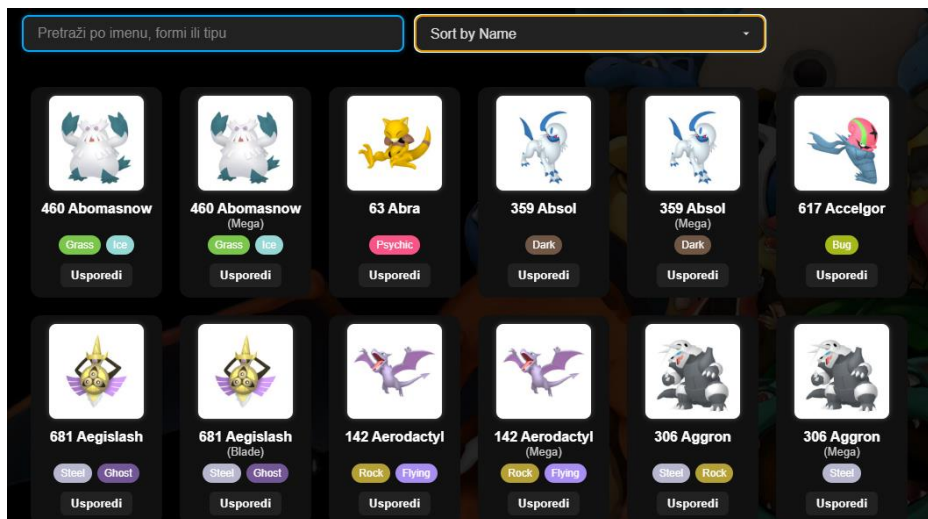 Pretraži po imenu, formi ili tipu
Sort by Name
460 Abomasnow
Grass Ice
Usporedi
460 Abomasnow
(Mega)
Grass Ice
Usporedi
63 Abra
Psychic
Usporedi
359 Absol
Dark
Usporedi
359 Absol
(Mega)
Dark
Usporedi
617 Accelgor
Bug
Usporedi
681 Aegislash
Steel Ghost
Usporedi
681 Aegislash
(Blade)
Steel Ghost
Usporedi
142 Aerodactyl
Rock Flying
Usporedi
142 Aerodactyl
(Mega)
Rock Flying
Usporedi
306 Aggron
Steel Rock
Usporedi
306 Aggron
(Mega)
Steel
Usporedi